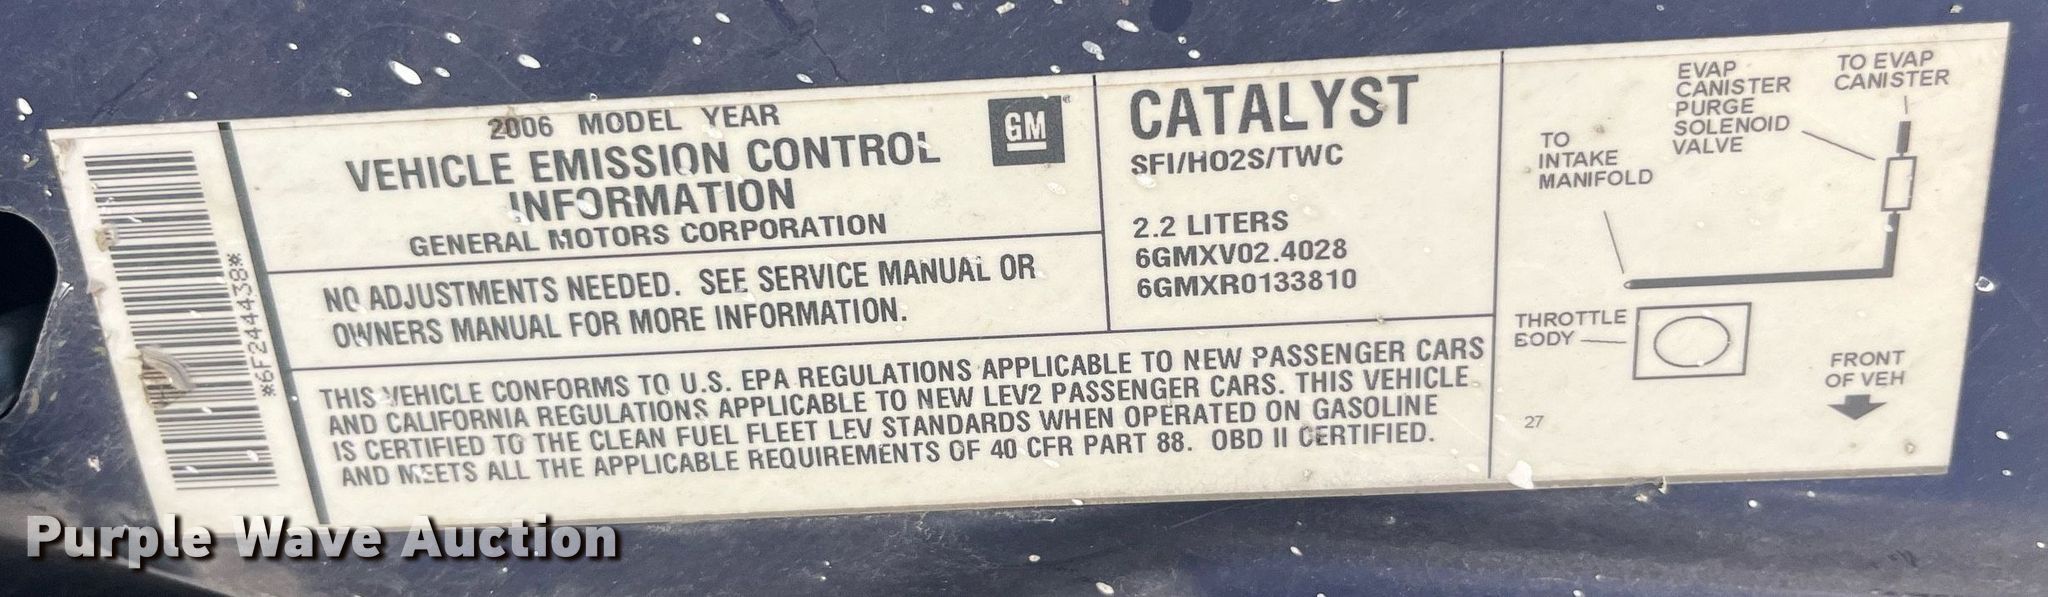 2006 MODEL YEAR
VEHICLE EMISSION CONTROL
INFORMATION
GENERAL MOTORS CORPORATION
GM
NO ADJUSTMENTS NEEDED. SEE SERVICE MANUAL OR
OWNERS MANUAL FOR MORE INFORMATION.
CATALYST
SFI/HO2S/TWC
2.2 LITERS
6GMXV02.4028
6GMXR0133810
THIS VEHICLE CONFORMS TO U.S. EPA REGULATIONS APPLICABLE TO NEW PASSENGER CARS
AND CALIFORNIA REGULATIONS APPLICABLE TO NEW LEV2 PASSENGER CARS. THIS VEHICLE
IS CERTIFIED TO THE CLEAN FUEL FLEET LEV STANDARDS WHEN OPERATED ON GASOLINE
AND MEETS ALL THE APPLICABLE REQUIREMENTS OF 40 CFR PART 88. OBD II CERTIFIED.
**6F244438**
EVAP
CANISTER
PURGE
SOLENOID
VALVE
TO EVAP
CANISTER
TO
INTAKE
MANIFOLD
THROTTLE
BODY
FRONT
OF VEH
27
Purple Wave Auction